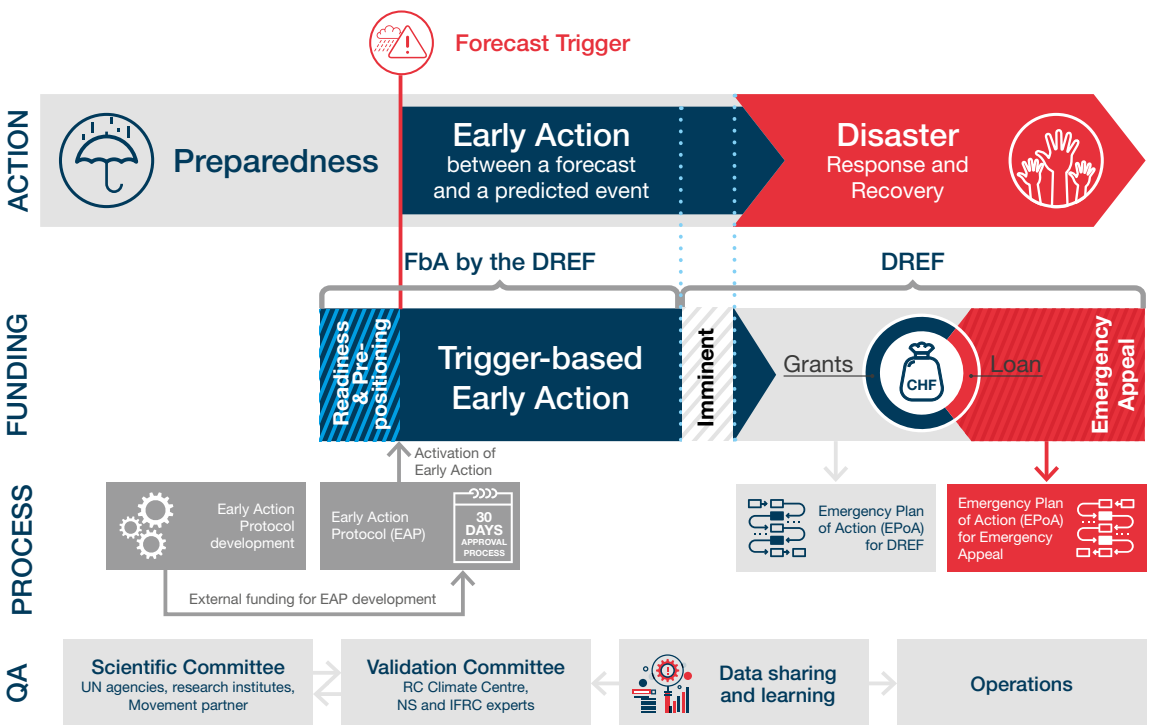 Forecast Trigger
ACTION
Preparedness
Early Action
between a forecast
and a predicted event
Disaster
Response and
Recovery
FbA by the DREF
DREF
FUNDING
Readiness
& Pre-
positioning
Trigger-based
Early Action
Imminent
Grants
CHF
Loan
Emergency
Appeal
Activation of
Early Action
PROCESS
Early Action
Protocol
development
Early Action
Protocol (EAP)
30
DAYS
APPROVAL
PROCESS
Emergency Plan
of Action (EPoA)
for DREF
Emergency Plan
of Action (EPoA)
for Emergency
Appeal
External funding for EAP development
QA
Scientific Committee
UN agencies, research institutes,
Movement partner
Validation Committee
RC Climate Centre,
NS and IFRC experts
Data sharing
and learning
Operations